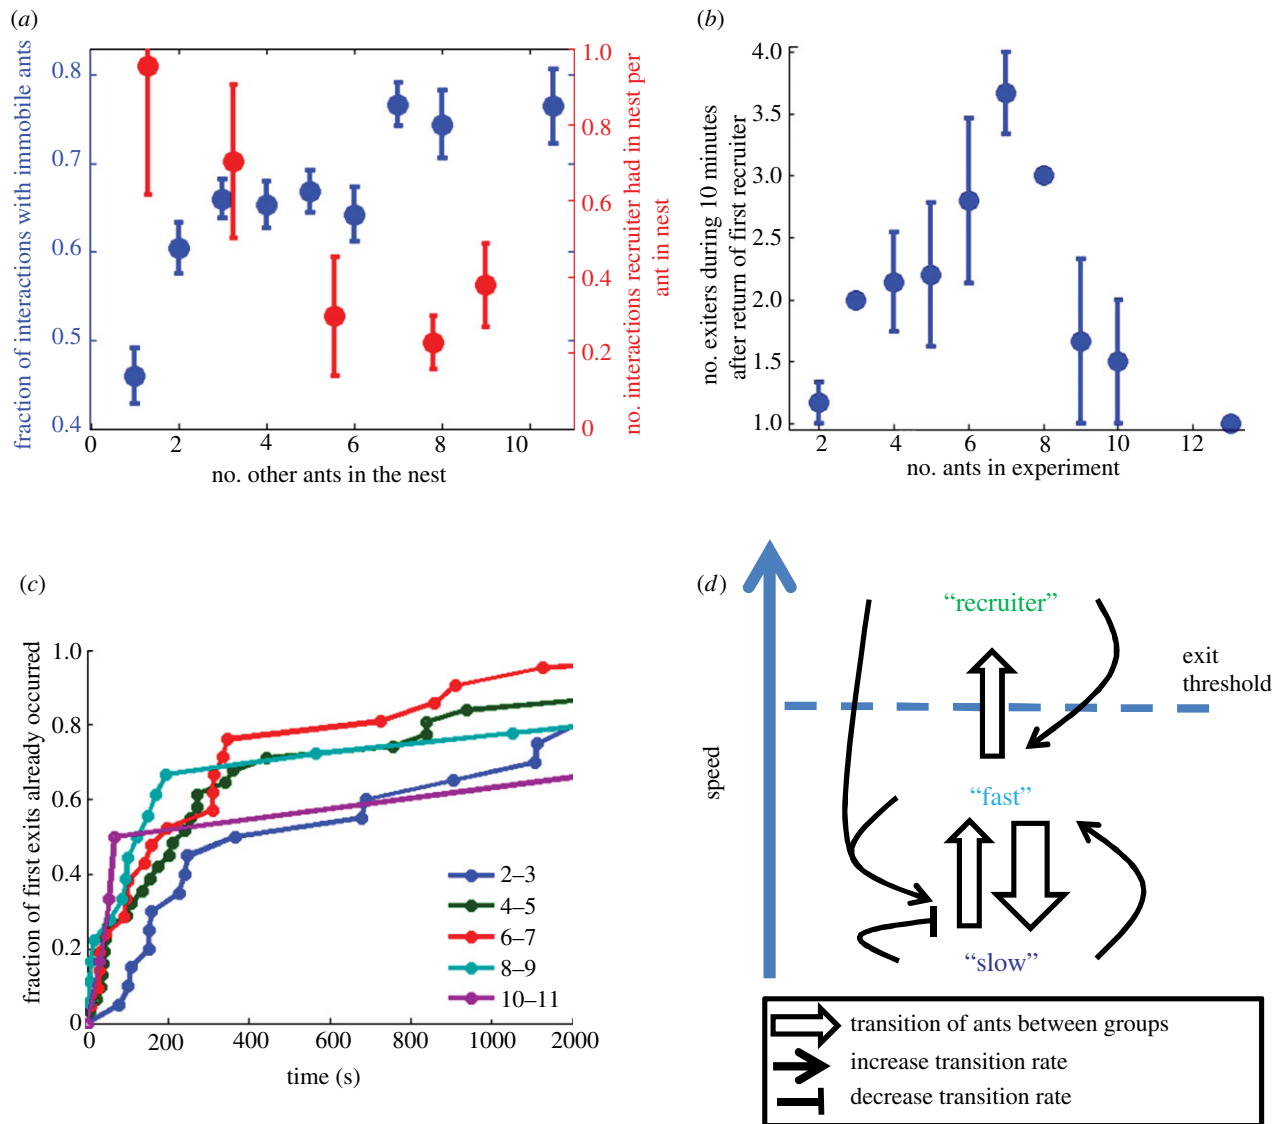 (a)
fraction of interactions with immobile ants
0.8
0.7
0.6
0.5
0.4
0 2 4 6 8 10
no. other ants in the nest
1.0
0.8
0.6
0.4
0.2
0
no. interactions recruiter had in nest per
ant in nest
(b)
no. exiters during 10 minutes
after return of first recruiter
4.0
3.5
3.0
2.5
2.0
1.5
1.0
2 4 6 8 10 12
no. ants in experiment
(c)
fraction of first exits already occurred
1.0
0.8
0.6
0.4
0.2
0
0 200 400 600 800 1000 2000
time (s)
2–3
4–5
6–7
8–9
10–11
(d)
speed
“recruiter”
exit
threshold
“fast”
“slow”
transition of ants between groups
increase transition rate
decrease transition rate